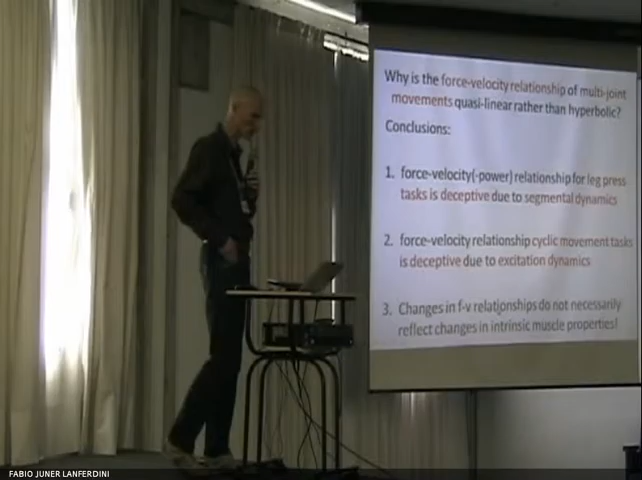 Why is the force-velocity relationship of multi-joint
movements quasi-linear rather than hyperbolic?
Conclusions:
1. force-velocity(-power) relationship for leg press
tasks is deceptive due to segmental dynamics
2. force-velocity relationship cyclic movement tasks
is deceptive due to excitation dynamics
3. Changes in f-v relationships do not necessarily
reflect changes in intrinsic muscle properties!
FABIO JUNER LANFERDINI